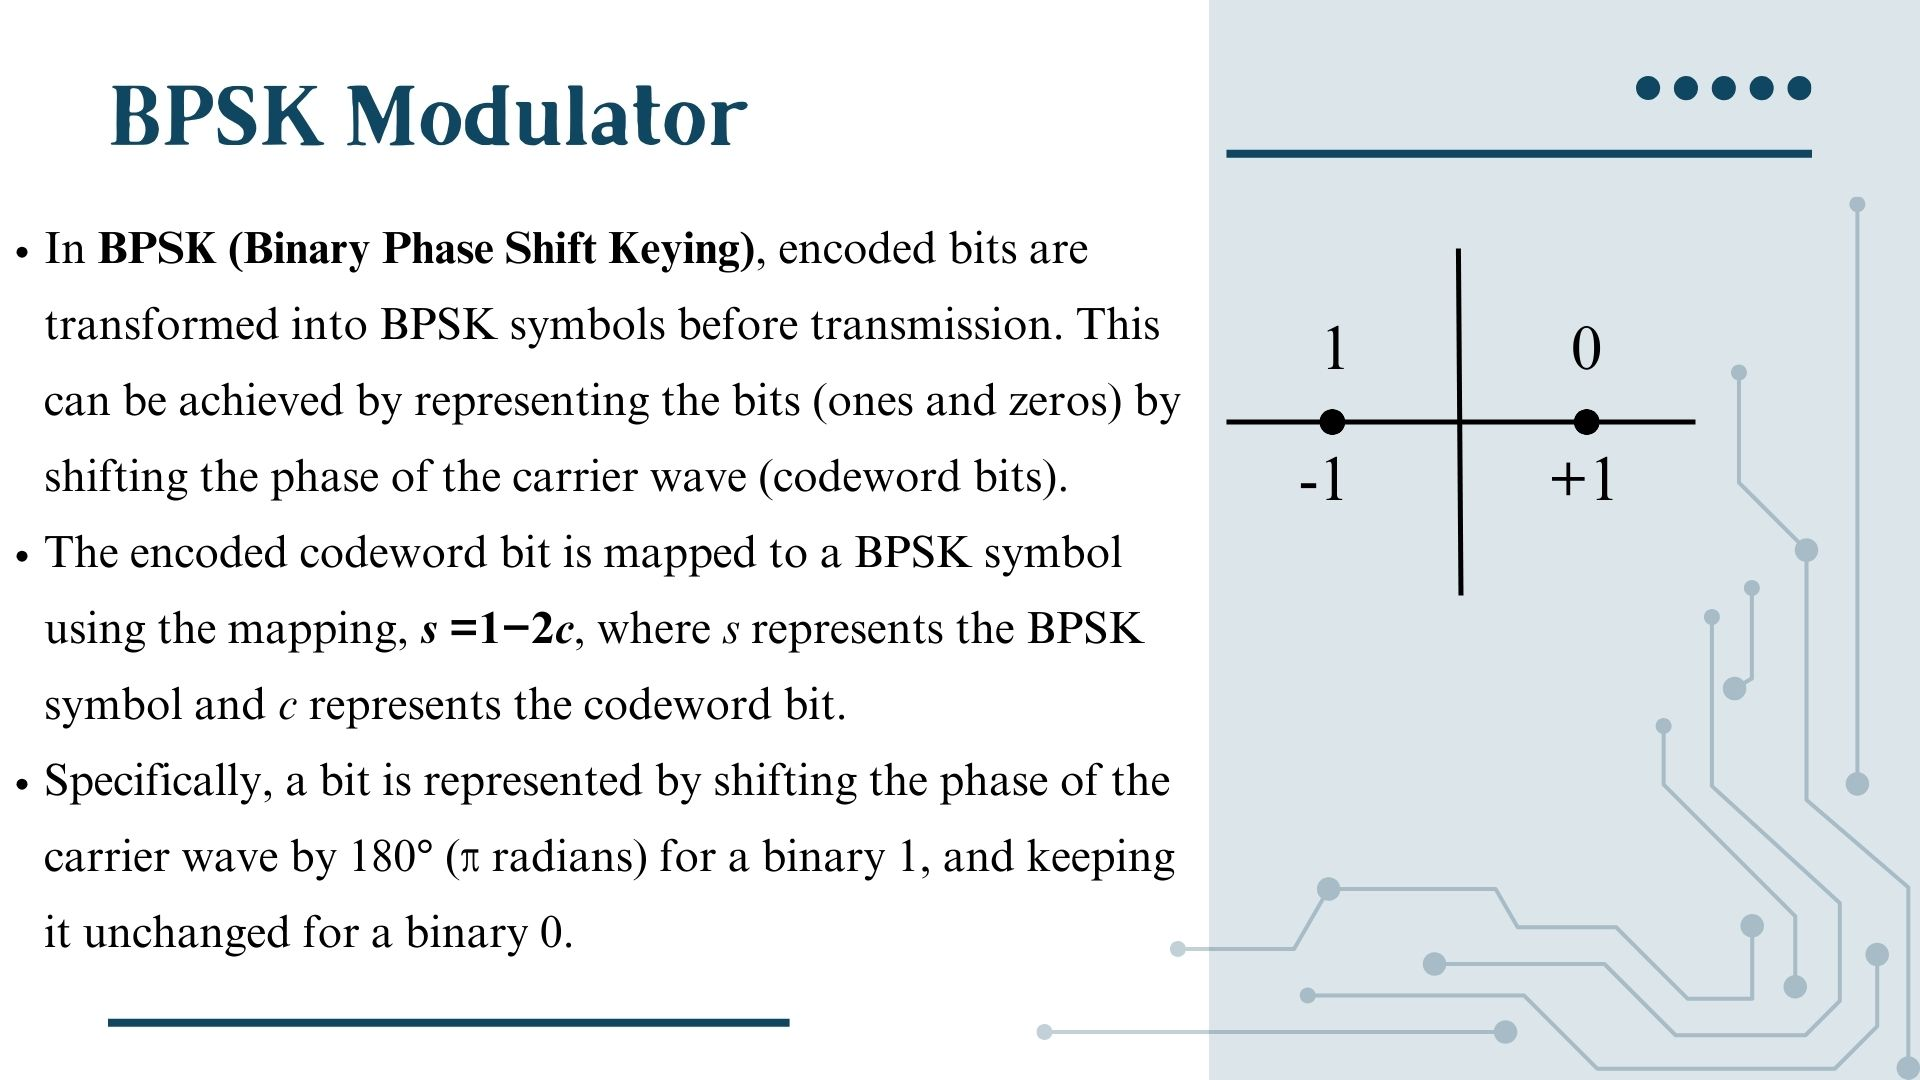 BPSK Modulator
• In BPSK (Binary Phase Shift Keying), encoded bits are
transformed into BPSK symbols before transmission. This
can be achieved by representing the bits (ones and zeros) by
shifting the phase of the carrier wave (codeword bits).
• The encoded codeword bit is mapped to a BPSK symbol
using the mapping, s =1−2c, where s represents the BPSK
symbol and c represents the codeword bit.
• Specifically, a bit is represented by shifting the phase of the
carrier wave by 180° (π radians) for a binary 1, and keeping
it unchanged for a binary 0.
1 0
-1 +1